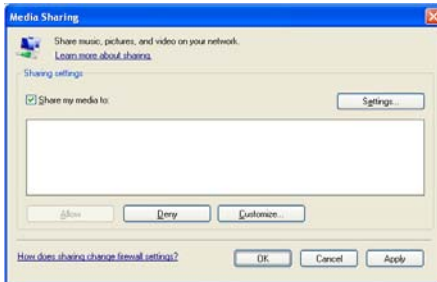 Media Sharing
Share music, pictures, and video on your network.
Learn more about sharing.
Sharing settings
Share my media to:
Settings...
Allow
Deny
Customize...
How does sharing change firewall settings?
OK
Cancel
Apply